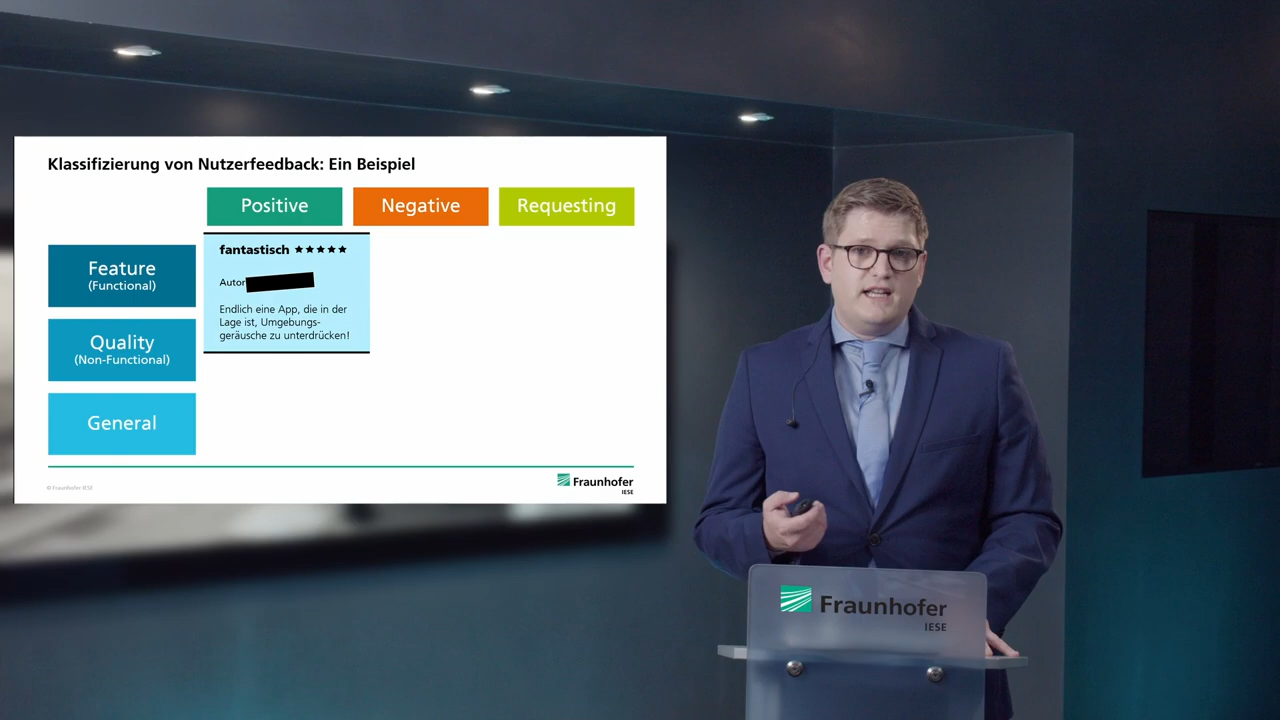 Klassifizierung von Nutzerfeedback: Ein Beispiel
Positive
Negative
Requesting
Feature
(Functional)
Quality
(Non-Functional)
General
fantastisch ★★★★★
Autor
Endlich eine App, die in der
Lage ist, Umgebungs-
geräusche zu unterdrücken!
© Fraunhofer IESE
Fraunhofer
IESE
Fraunhofer
IESE